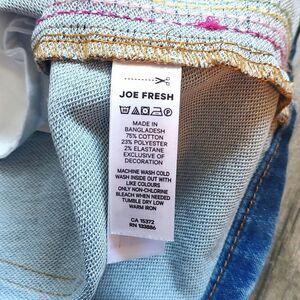 JOE FRESH
MADE IN
BANGLADESH
75% COTTON
23% POLYESTER
2% ELASTANE
EXCLUSIVE OF
DECORATION
MACHINE WASH COLD
WASH INSIDE OUT WITH
LIKE COLOURS
ONLY NON-CHLORINE
BLEACH WHEN NEEDED
TUMBLE DRY LOW
WARM IRON
CA 15372
RN 133886